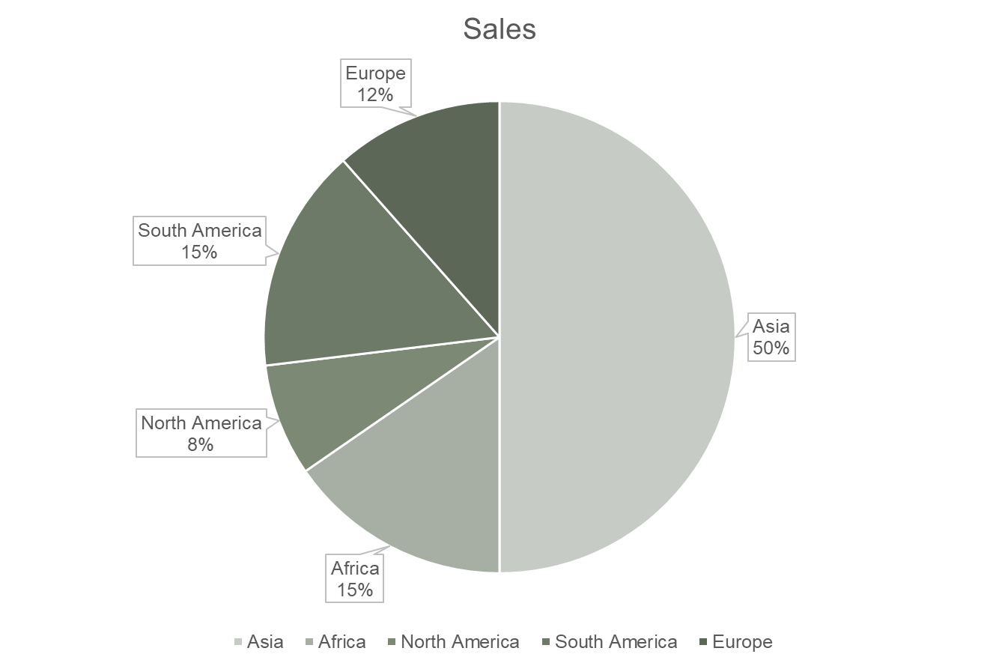 Sales
Europe
12%
South America
15%
Asia
50%
North America
8%
Africa
15%
Asia Africa North America South America Europe